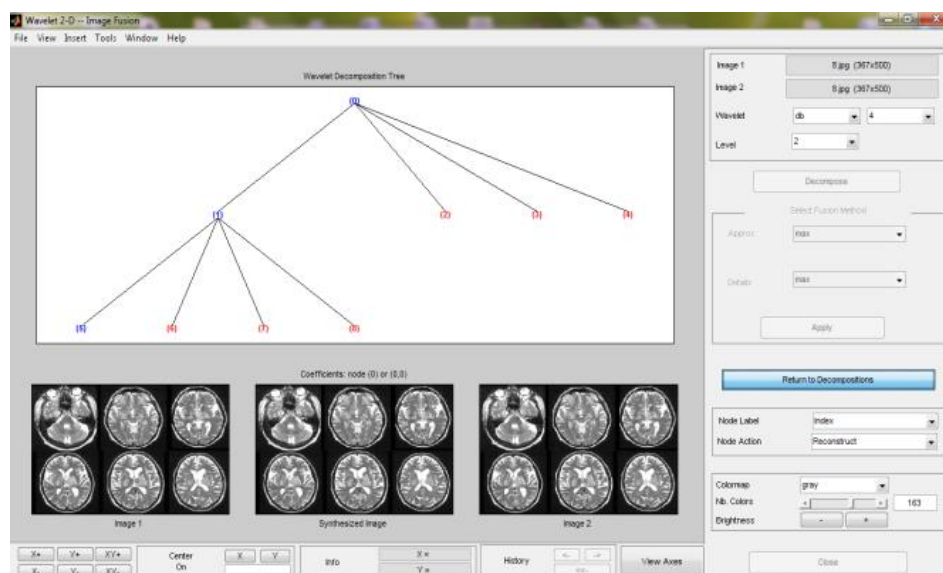 Wavelet 2-D -- Image Fusion
File View Insert Tools Window Help
Wavelet Decomposition Tree
(0)
(1) (2) (3) (4)
(5) (6) (7) (8)
Coefficients: node (0) or (0,0)
Image 1 Synthesized Image Image 2
Image 1 8.jpg (367x500)
Image 2 8.jpg (367x500)
Wavelet db 4
Level 2
Decompose
Select Fusion Method
Approx. max
Details max
Apply
Return to Decompositions
Node Label Index
Node Action Reconstruct
Colormap gray
Nb. Colors 163
Brightness - +
X+ Y+ XY+
X- Y- XY-
Center
On
X Y
Info
X =
Y =
History
<- ->
<<-
View Axes
Close